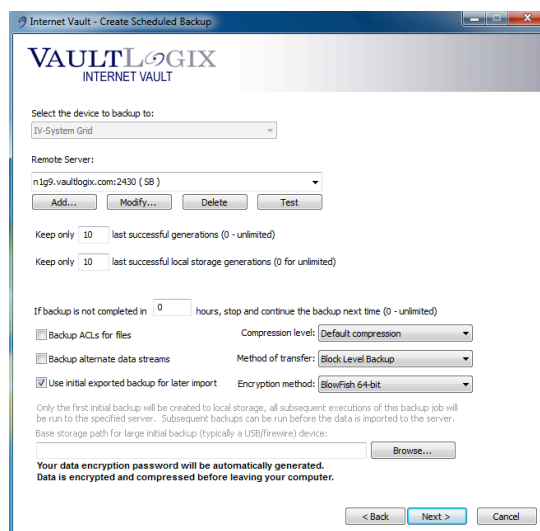 Internet Vault - Create Scheduled Backup
VAULTLOGIX
INTERNET VAULT
Select the device to backup to:
IV-System Grid
Remote Server:
n1g9.vaultlogix.com:2430 ( SB )
Add... Modify... Delete Test
Keep only 10 last successful generations (0 - unlimited)
Keep only 10 last successful local storage generations (0 for unlimited)
If backup is not completed in 0 hours, stop and continue the backup next time (0 - unlimited)
Backup ACLs for files Compression level: Default compression
Backup alternate data streams Method of transfer: Block Level Backup
Use initial exported backup for later import Encryption method: BlowFish 64-bit
Only the first initial backup will be created to local storage, all subsequent executions of this backup job will
be run to the specified server. Subsequent backups can be run before the data is imported to the server.
Base storage path for large initial backup (typically a USB/firewire) device:
Browse...
Your data encryption password will be automatically generated.
Data is encrypted and compressed before leaving your computer.
< Back Next > Cancel